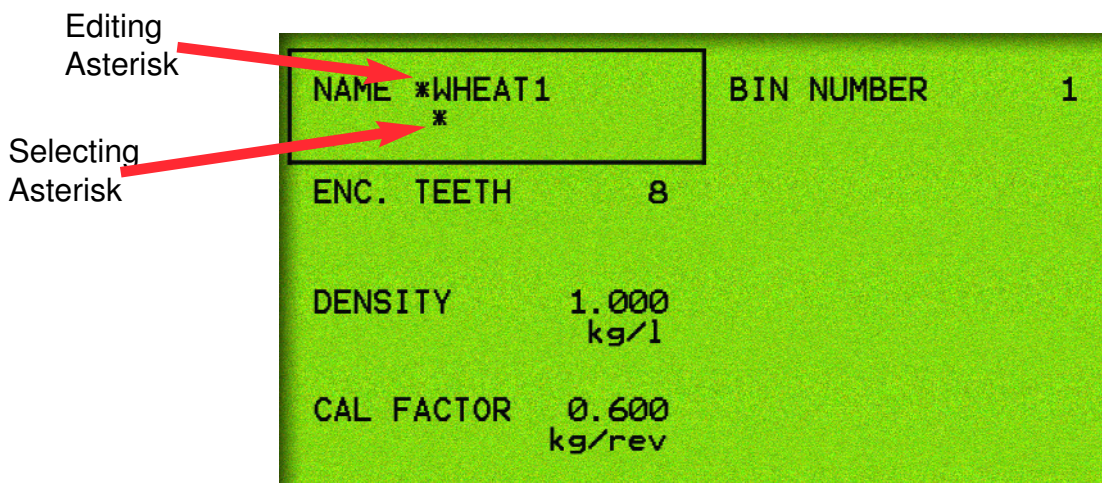 Editing
Asterisk
NAME *WHEAT1
*
BIN NUMBER 1
Selecting
Asterisk
ENC. TEETH 8
DENSITY 1.000
kg/l
CAL FACTOR 0.600
kg/rev